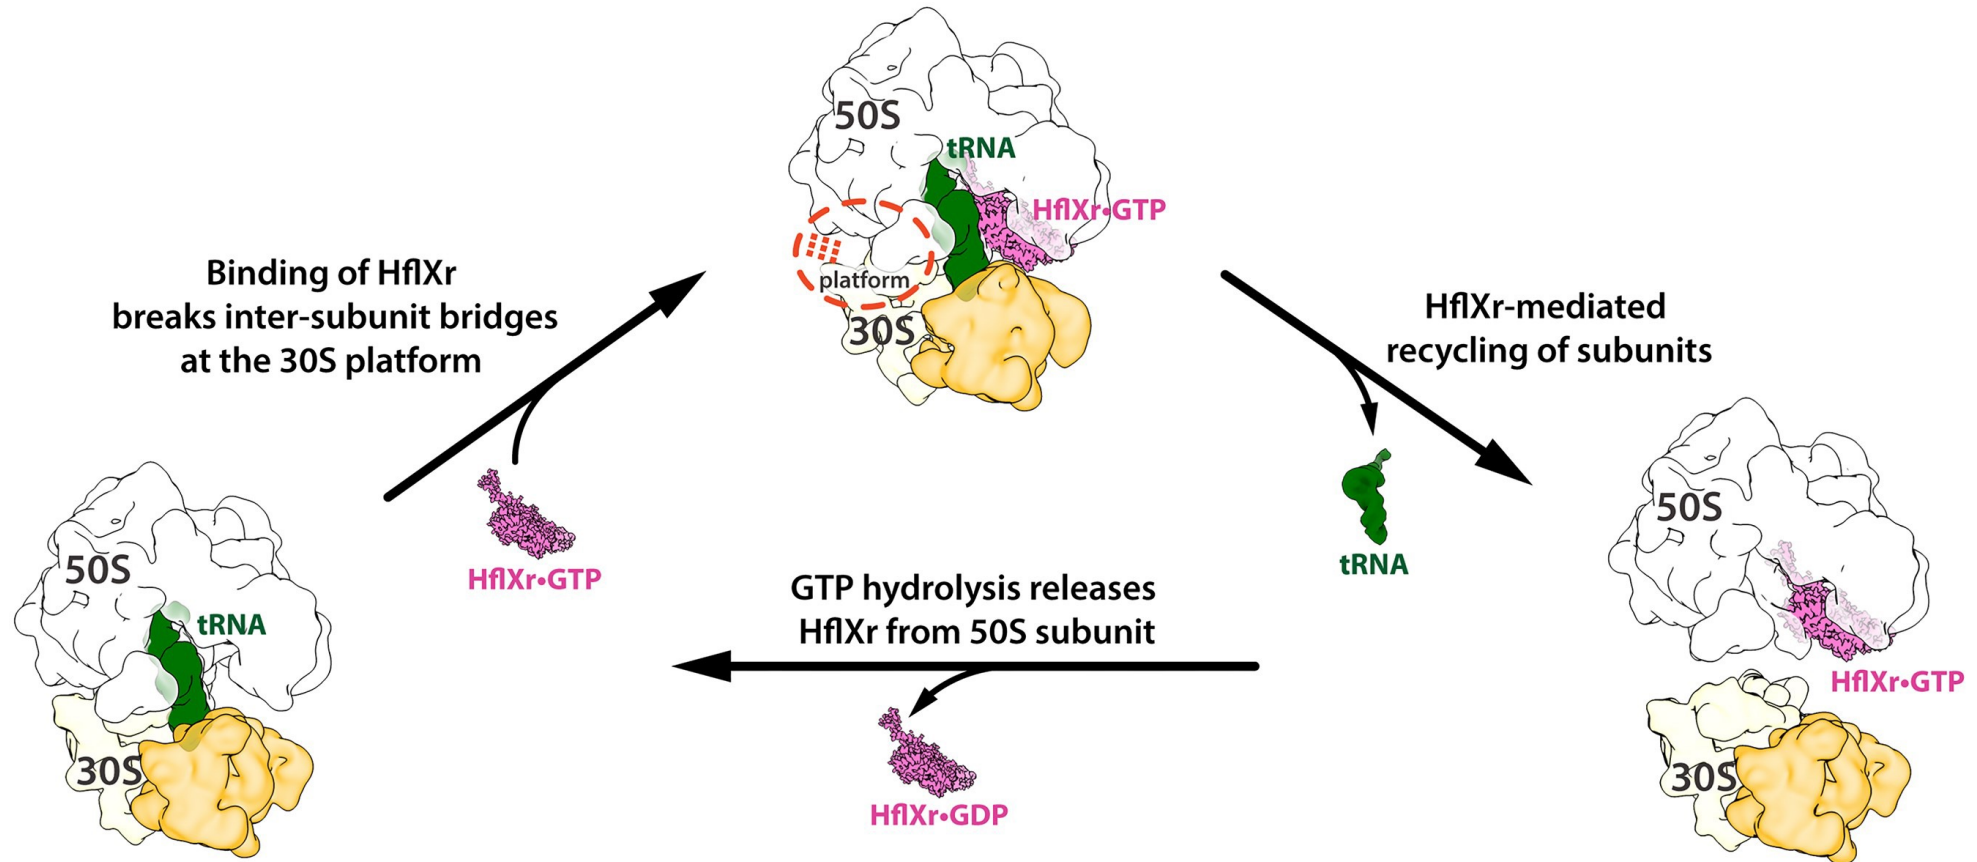 50S
tRNA
HflXr•GTP
platform
30S
Binding of HflXr
breaks inter-subunit bridges
at the 30S platform
HflXr•GTP
HflXr-mediated
recycling of subunits
tRNA
50S
HflXr•GTP
30S
GTP hydrolysis releases
HflXr from 50S subunit
HflXr•GDP
50S
tRNA
30S